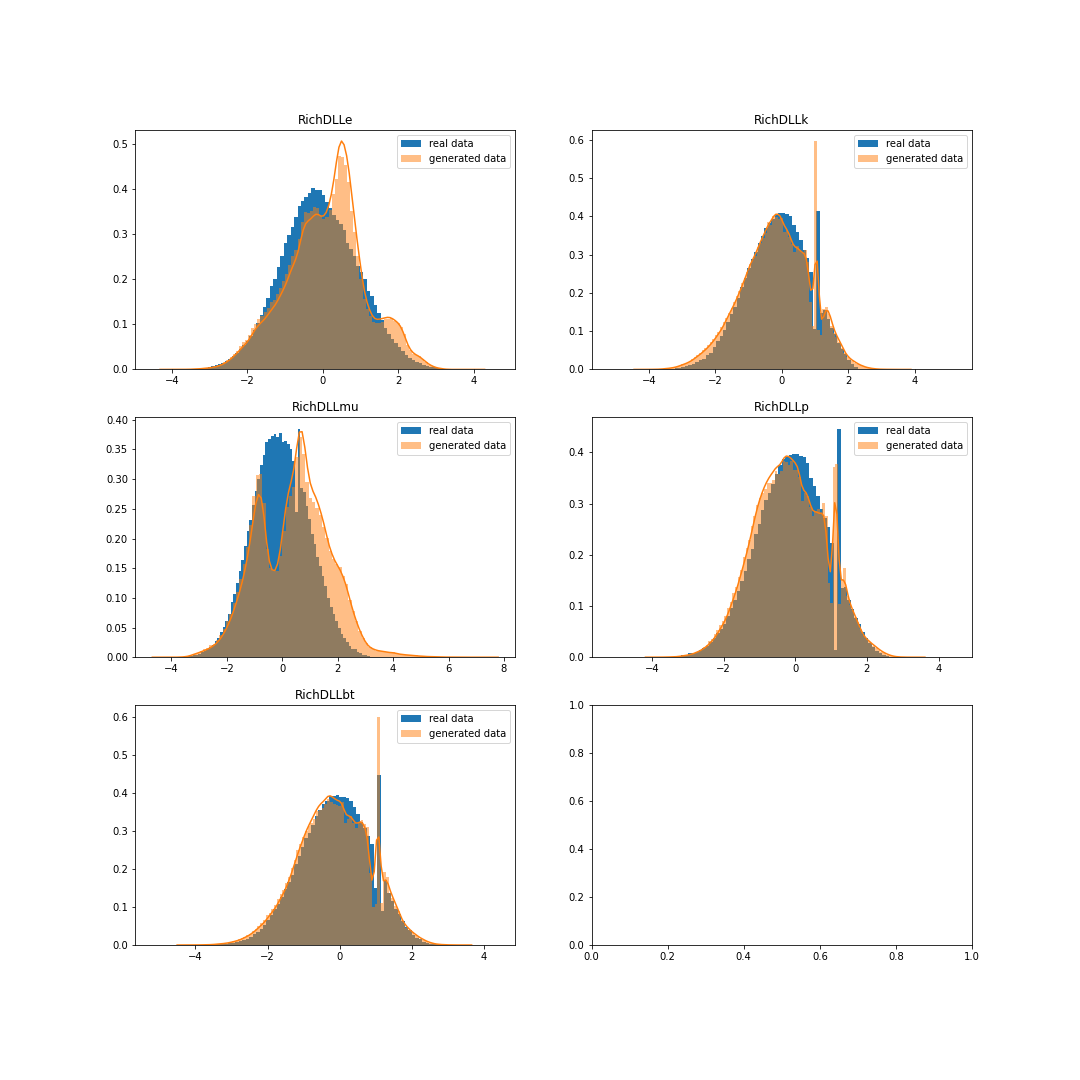 RichDLLe
real data
generated data
0.5
0.4
0.3
0.2
0.1
0.0
−4 −2 0 2 4
RichDLLk
real data
generated data
0.6
0.5
0.4
0.3
0.2
0.1
0.0
−4 −2 0 2 4
RichDLLmu
real data
generated data
0.40
0.35
0.30
0.25
0.20
0.15
0.10
0.05
0.00
−4 −2 0 2 4 6 8
RichDLLp
real data
generated data
0.4
0.3
0.2
0.1
0.0
−4 −2 0 2 4
RichDLLbt
real data
generated data
0.6
0.5
0.4
0.3
0.2
0.1
0.0
−4 −2 0 2 4
1.0
0.8
0.6
0.4
0.2
0.0
0.0 0.2 0.4 0.6 0.8 1.0